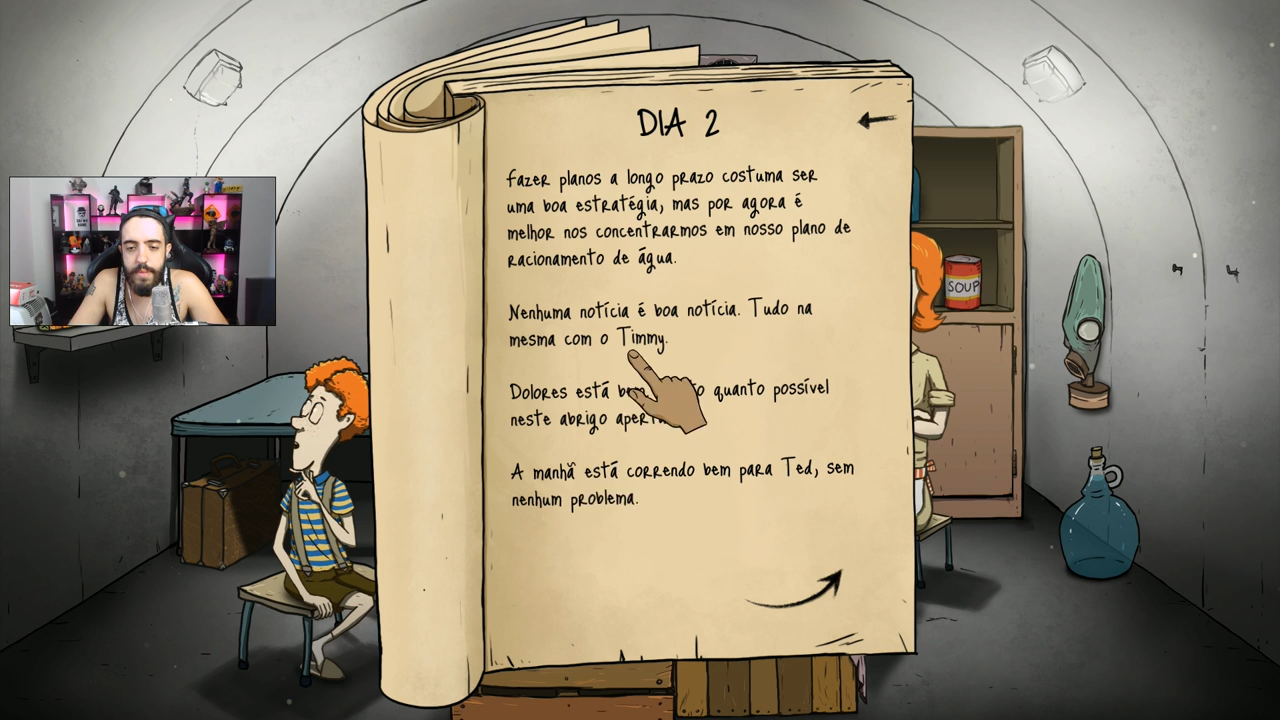 DIA 2
Fazer planos a longo prazo costuma ser
uma boa estratégia, mas por agora é
melhor nos concentrarmos em nosso plano de
racionamento de água.
Nenhuma notícia é boa notícia. Tudo na
mesma com o Timmy.
Dolores está quanto possível
neste abrigo
A manhã está correndo bem para Ted, sem
nenhum problema.
SOUP